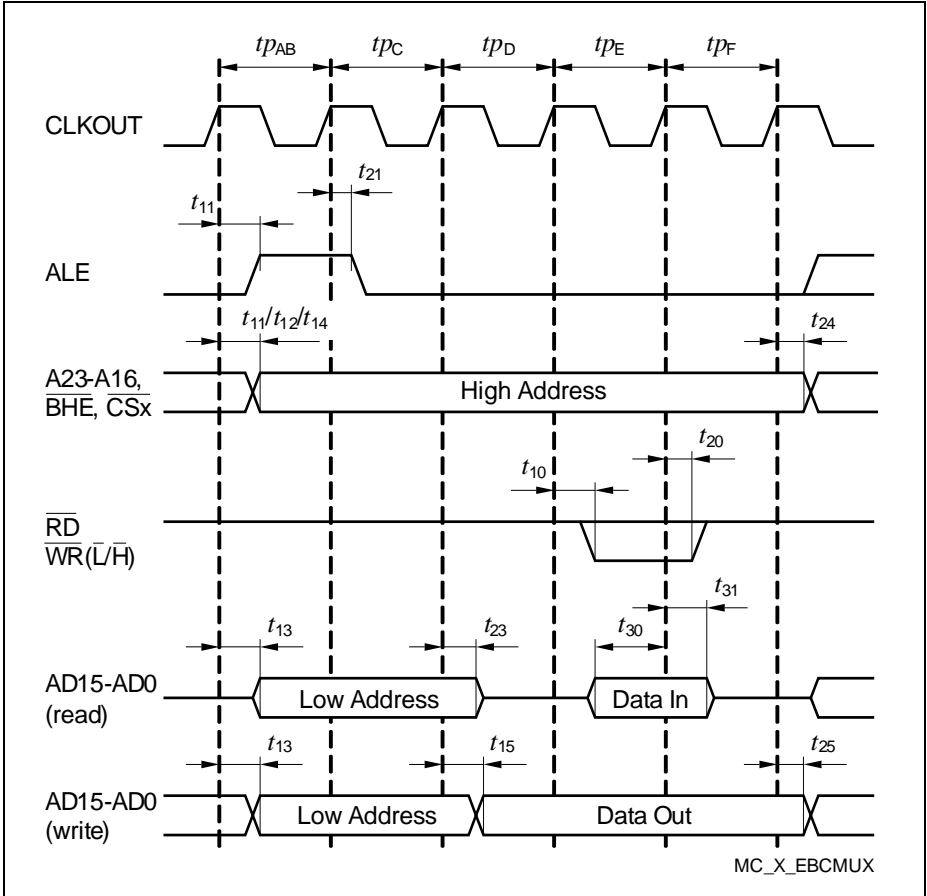 tpAB tpC tpD tpE tpF
CLKOUT
t21
t11
ALE
t11/t12/t14 t24
A23-A16,
BHE, CSx High Address
t20
t10
RD
WR(L/H)
t31
t13 t23 t30
AD15-AD0
(read) Low Address Data In
t13 t15 t25
AD15-AD0
(write) Low Address Data Out
MC_X_EBCMUX